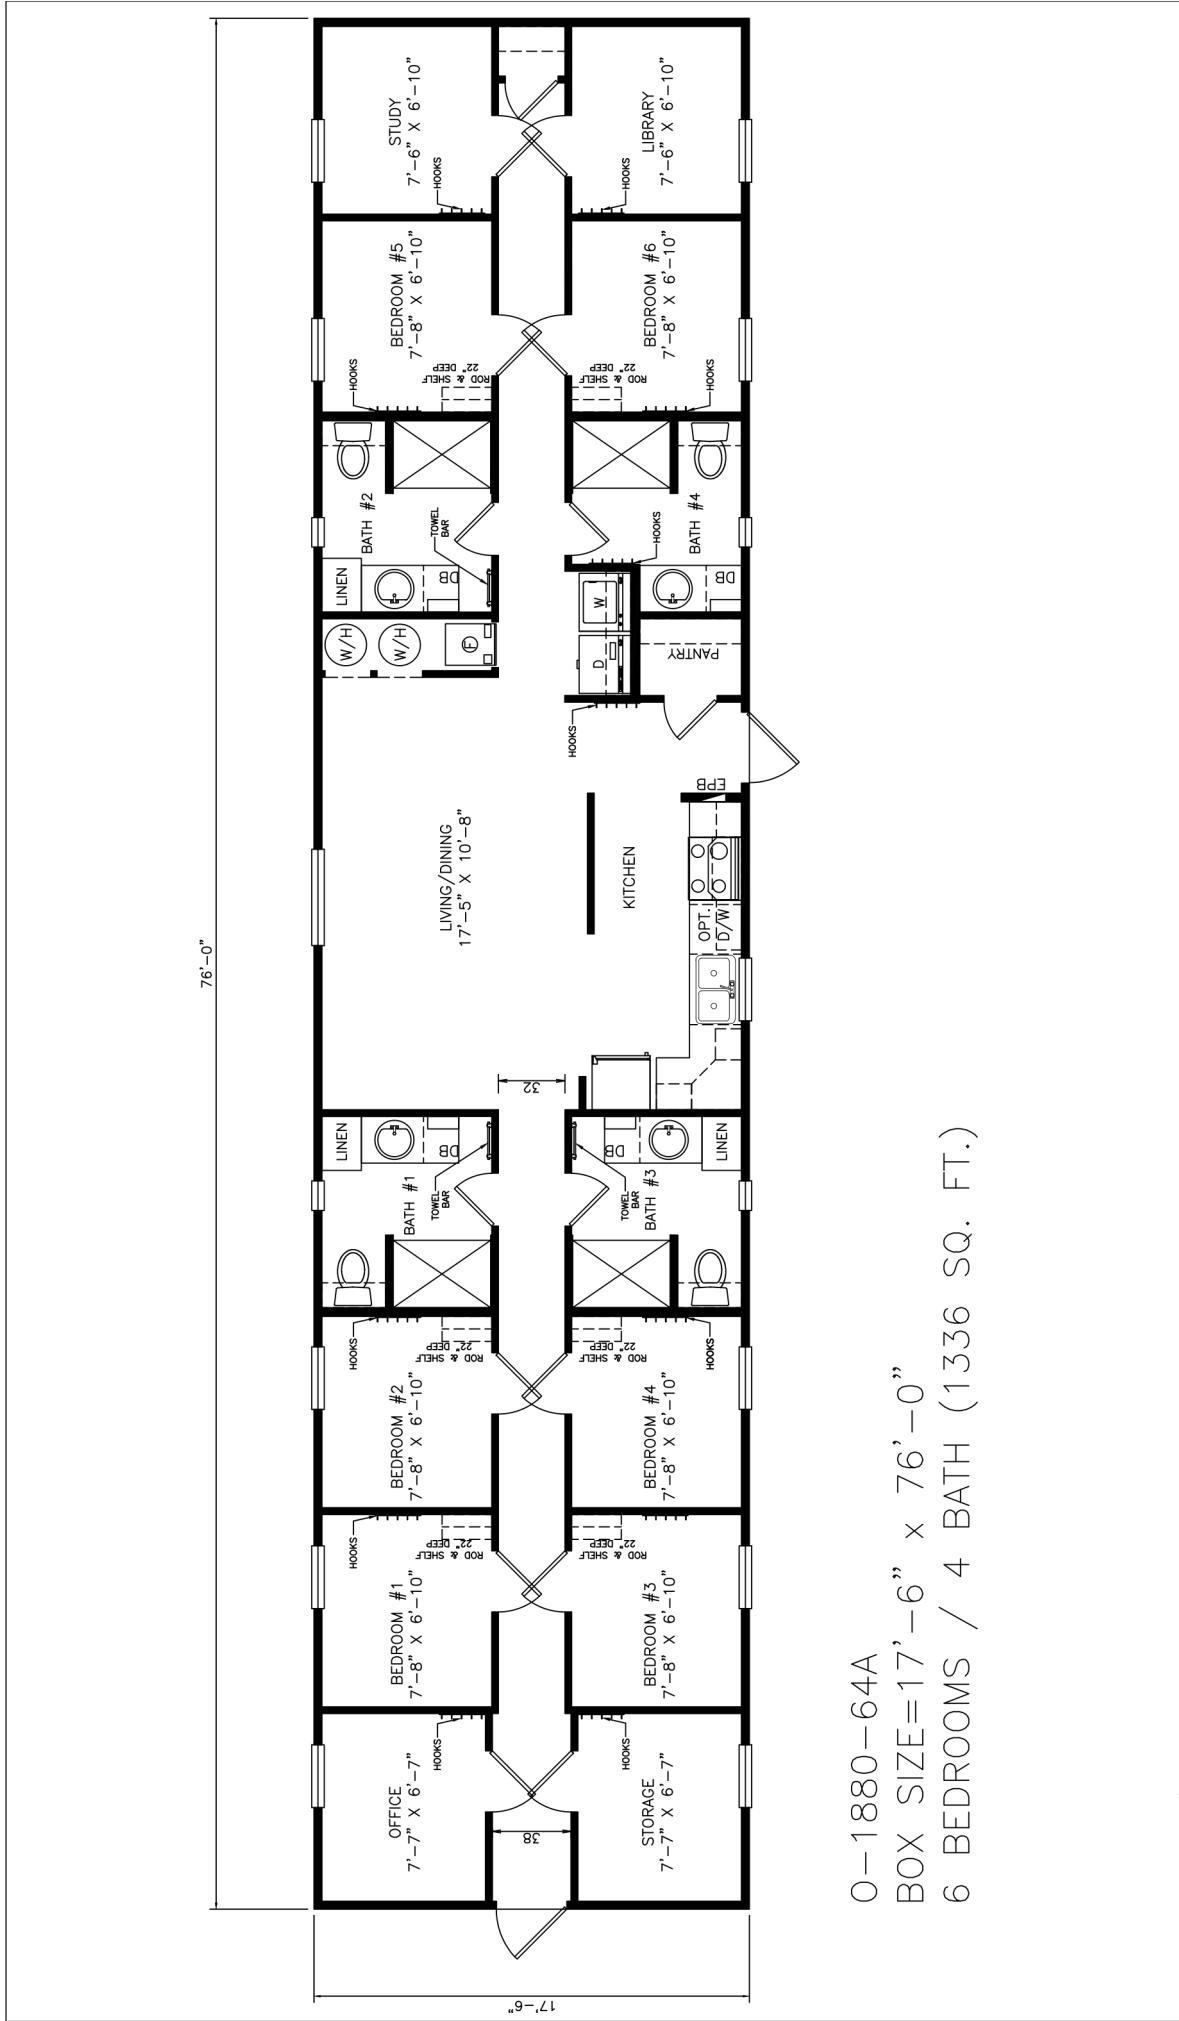 76'-0"
17'-6"
OFFICE
7'-7" X 6'-7"
HOOKS
BEDROOM #1
7'-8" X 6'-10"
HOOKS
ROD & SHELF
22" DEEP
BEDROOM #2
7'-8" X 6'-10"
HOOKS
ROD & SHELF
22" DEEP
BATH #1
TOWEL
BAR
DB
LINEN
LIVING/DINING
17'-5" X 10'-8"
W/H
W/H
F
LINEN
DB
BATH #2
TOWEL
BAR
HOOKS
BEDROOM #5
7'-8" X 6'-10"
ROD & SHELF
22" DEEP
STUDY
7'-6" X 6'-10"
HOOKS
38
32
STORAGE
7'-7" X 6'-7"
HOOKS
BEDROOM #3
7'-8" X 6'-10"
ROD & SHELF
22" DEEP
BEDROOM #4
7'-8" X 6'-10"
ROD & SHELF
22" DEEP
HOOKS
BATH #3
TOWEL
BAR
DB
LINEN
KITCHEN
OPT.
D/W
EPB
HOOKS
D
W
PANTRY
DB
HOOKS
BATH #4
HOOKS
BEDROOM #6
7'-8" X 6'-10"
ROD & SHELF
22" DEEP
LIBRARY
7'-6" X 6'-10"
HOOKS
0-1880-64A
BOX SIZE=17'-6" x 76'-0"
6 BEDROOMS / 4 BATH (1336 SQ. FT.)